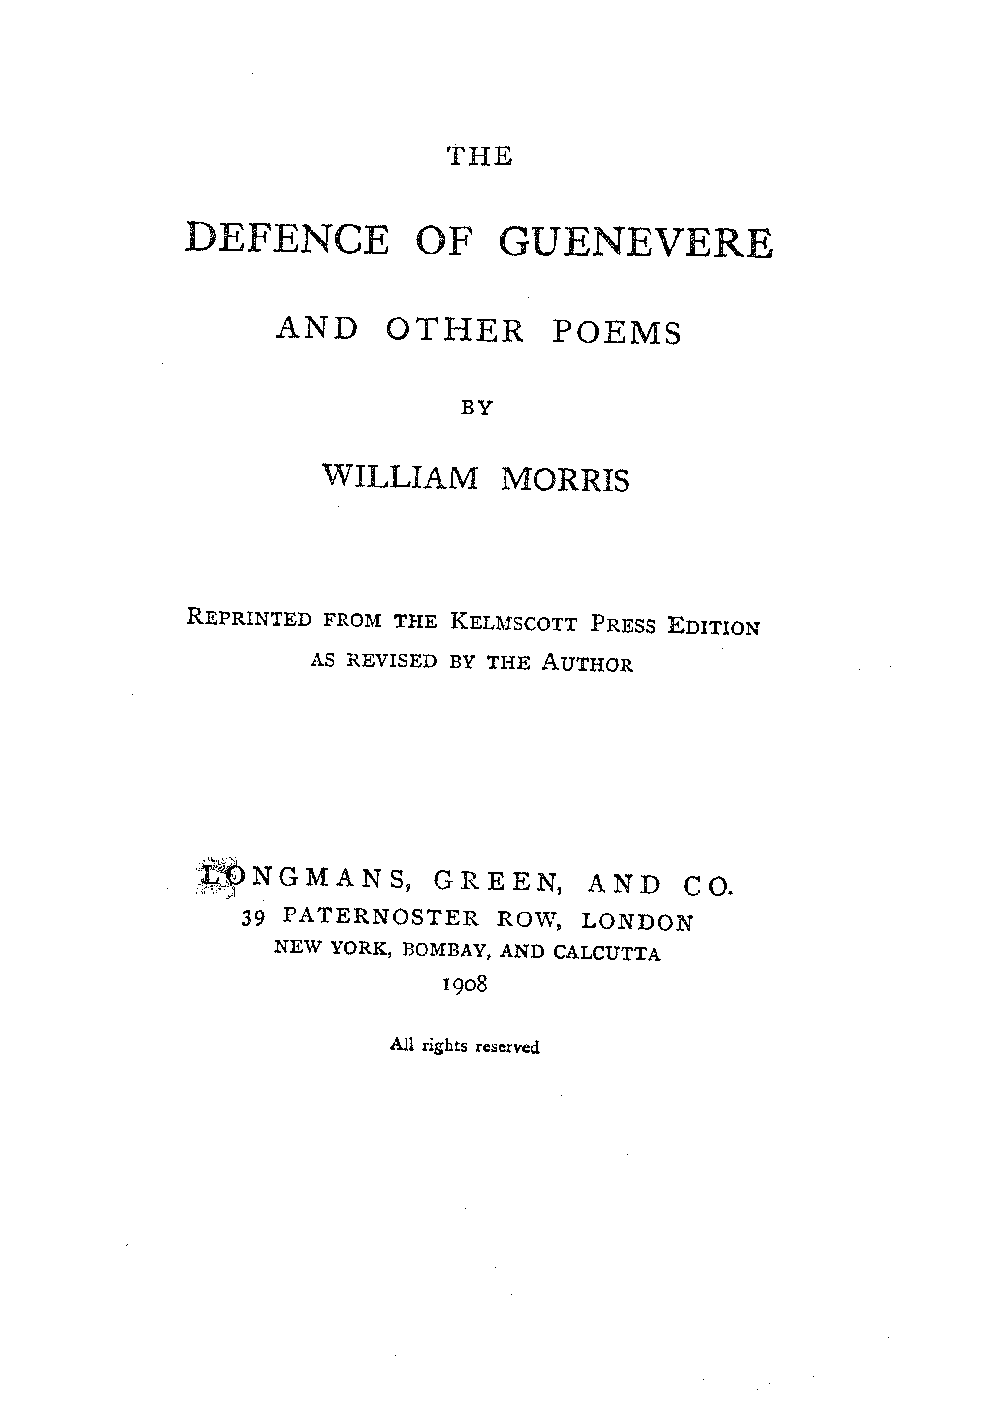 THE
DEFENCE OF GUENEVERE
AND OTHER POEMS
BY
WILLIAM MORRIS
REPRINTED FROM THE KELMSCOTT PRESS EDITION
AS REVISED BY THE AUTHOR
LONGMANS, GREEN, AND CO.
39 PATERNOSTER ROW, LONDON
NEW YORK, BOMBAY, AND CALCUTTA
1908
All rights reserved